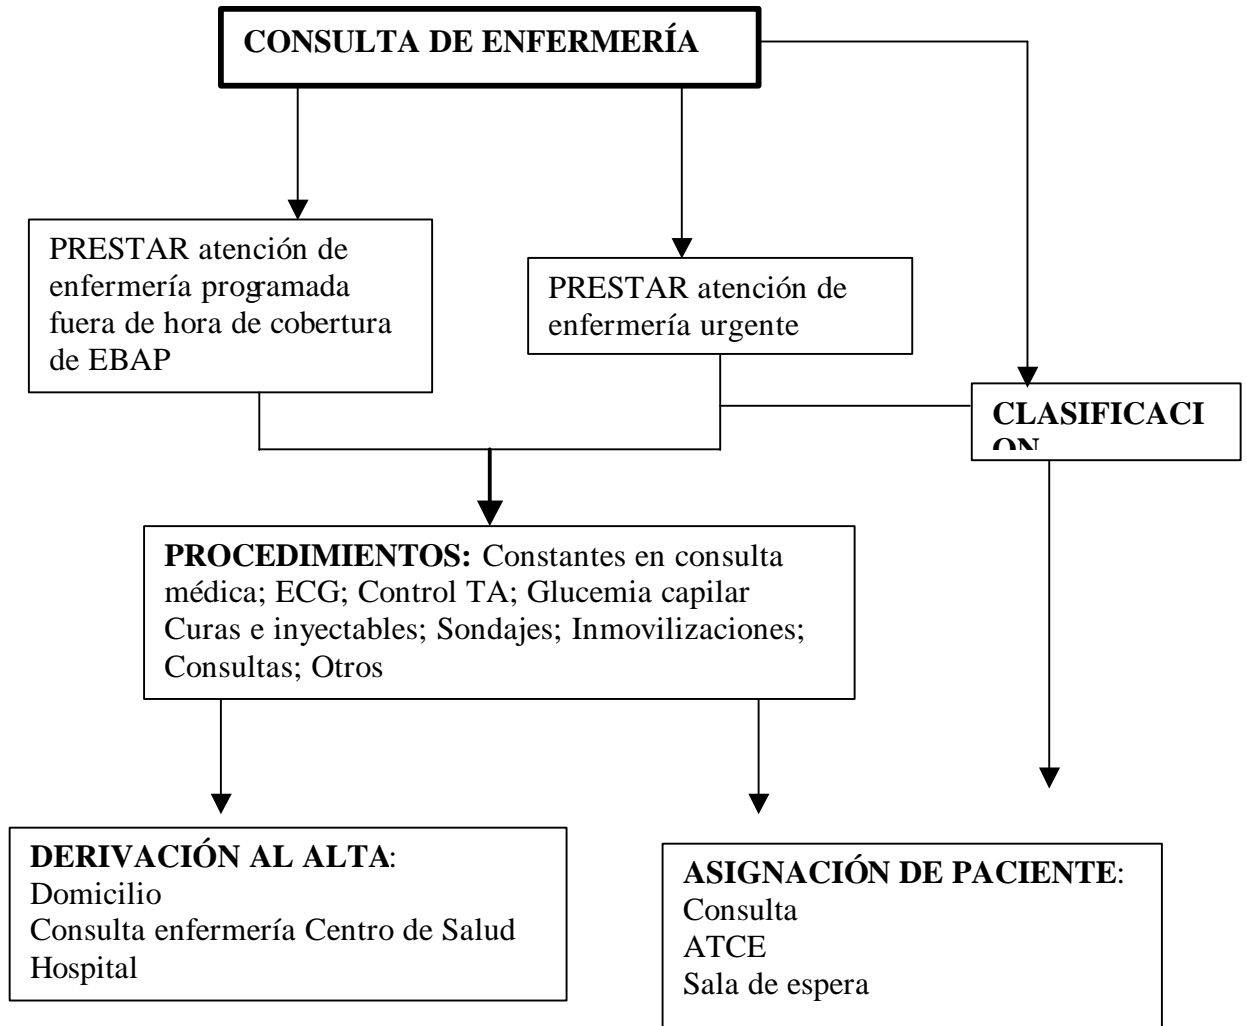 CONSULTA DE ENFERMERÍA
PRESTAR atención de
enfermería programada
fuera de hora de cobertura
de EBAP
PRESTAR atención de
enfermería urgente
CLASIFICACI
ON
PROCEDIMIENTOS: Constantes en consulta
médica; ECG; Control TA; Glucemia capilar
Curas e inyectables; Sondajes; Inmovilizaciones;
Consultas; Otros
DERIVACIÓN AL ALTA:
Domicilio
Consulta enfermería Centro de Salud
Hospital
ASIGNACIÓN DE PACIENTE:
Consulta
ATCE
Sala de espera